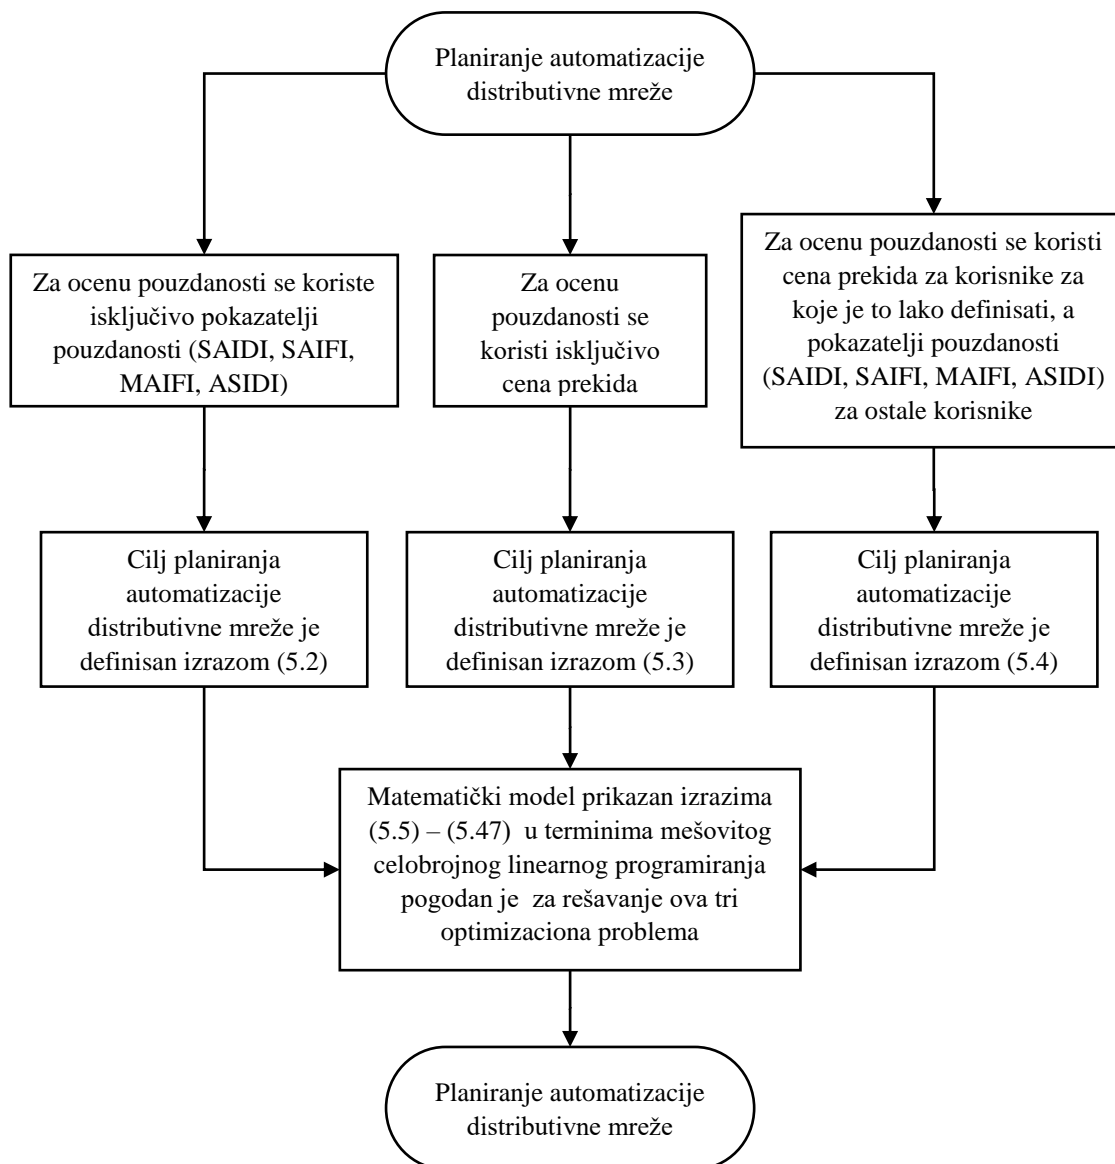 Planiranje automatizacije
distributivne mreže
Za ocenu pouzdanosti se koriste
isključivo pokazatelji
pouzdanosti (SAIDI, SAIFI,
MAIFI, ASIDI)
Za ocenu
pouzdanosti se
koristi isključivo
cena prekida
Za ocenu pouzdanosti se koristi
cena prekida za korisnike za
koje je to lako definisati, a
pokazatelji pouzdanosti
(SAIDI, SAIFI, MAIFI, ASIDI)
za ostale korisnike
Cilj planiranja
automatizacije
distributivne mreže je
definisan izrazom (5.2)
Cilj planiranja
automatizacije
distributivne mreže je
definisan izrazom (5.3)
Cilj planiranja
automatizacije
distributivne mreže je
definisan izrazom (5.4)
Matematički model prikazan izrazima
(5.5) – (5.47) u terminima mešovitog
celobrojnog linearnog programiranja
pogodan je za rešavanje ova tri
optimizaciona problema
Planiranje automatizacije
distributivne mreže